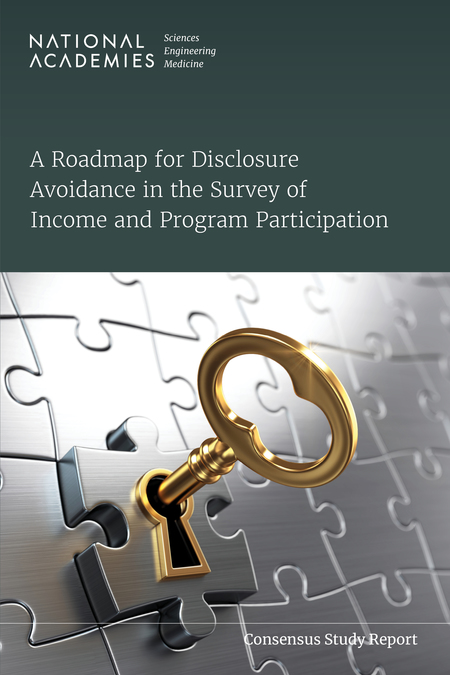 NATIONAL
ACADEMIES
Sciences
Engineering
Medicine
A Roadmap for Disclosure
Avoidance in the Survey of
Income and Program Participation
Consensus Study Report